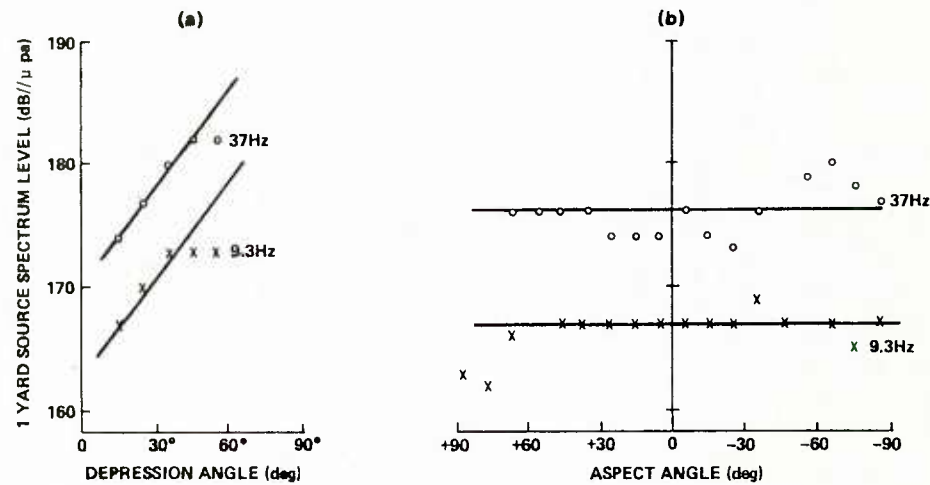 (a)
(b)
1 YARD SOURCE SPECTRUM LEVEL (dB//μ pa)
190
180
170
160
37Hz
9.3Hz
0 30° 60° 90°
DEPRESSION ANGLE (deg)
37Hz
9.3Hz
+90 +60 +30 0 -30 -60 -90
ASPECT ANGLE (deg)